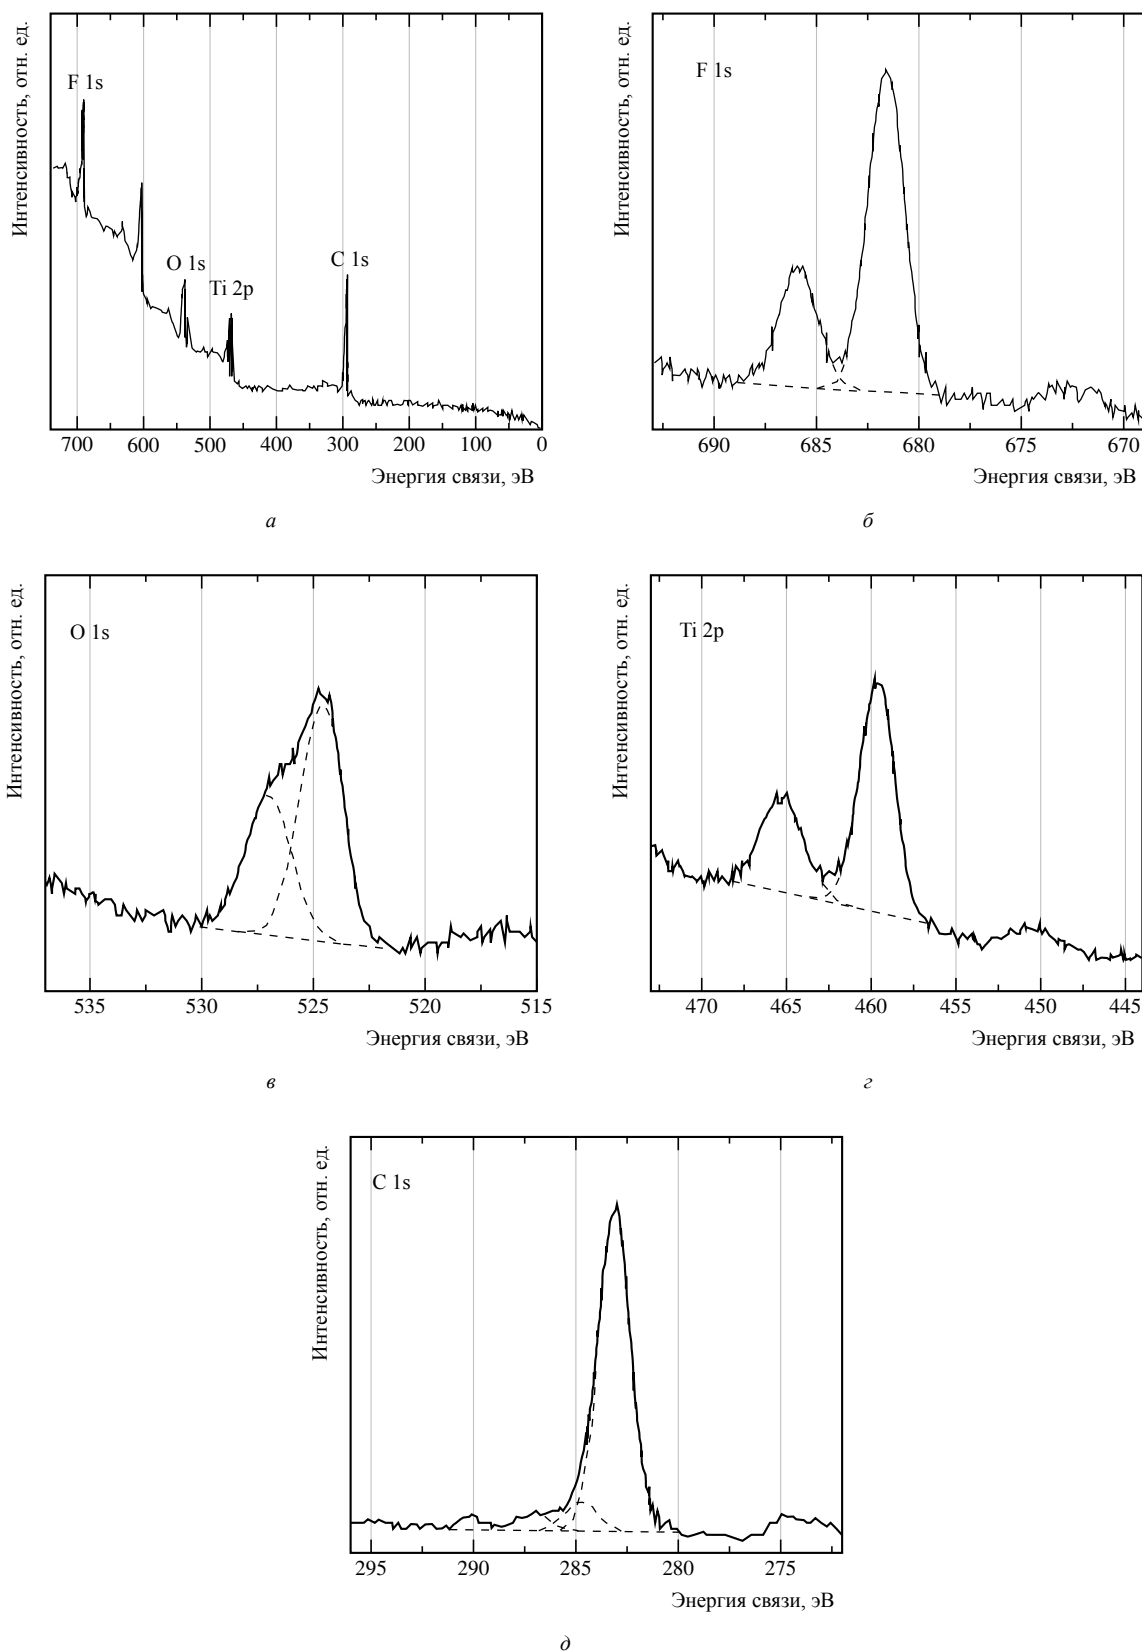 Интенсивность, отн. ед.
F 1s
O 1s
Ti 2p
C 1s
700 600 500 400 300 200 100 0
Энергия связи, эВ
а
Интенсивность, отн. ед.
F 1s
690 685 680 675 670
Энергия связи, эВ
б
Интенсивность, отн. ед.
O 1s
535 530 525 520 515
Энергия связи, эВ
в
Интенсивность, отн. ед.
Ti 2p
470 465 460 455 450 445
Энергия связи, эВ
г
Интенсивность, отн. ед.
C 1s
295 290 285 280 275
Энергия связи, эВ
д